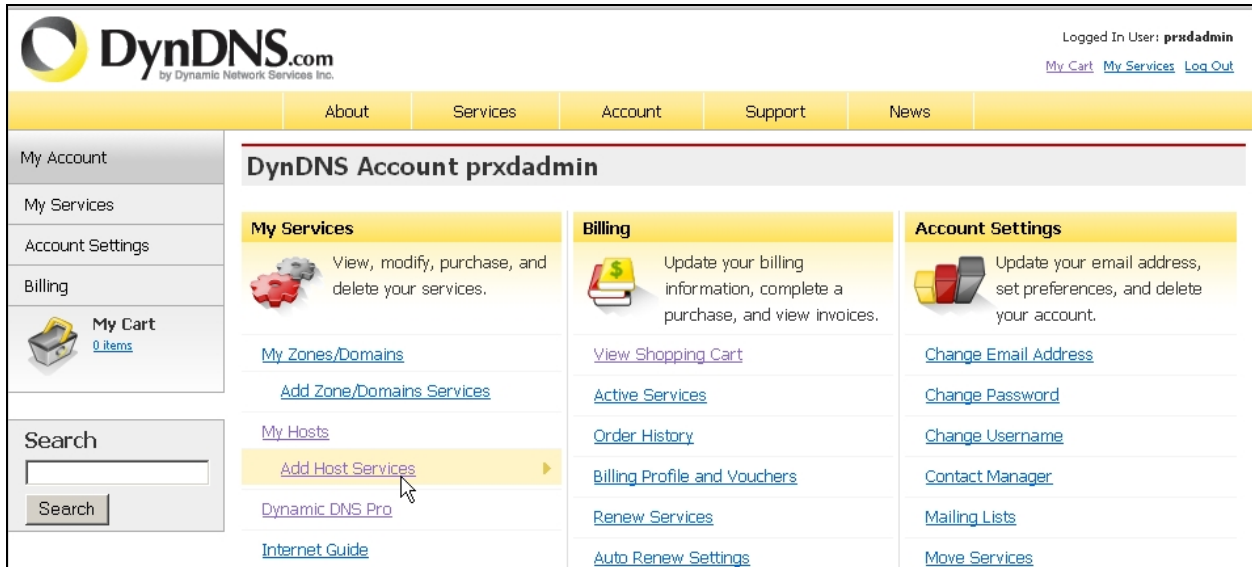 DynDNS.com
by Dynamic Network Services Inc.
Logged In User: prxdadmin
My Cart My Services Log Out
About Services Account Support News
My Account
My Services
Account Settings
Billing
My Cart
0 items
Search
Search
DynDNS Account prxdadmin
My Services
View, modify, purchase, and
delete your services.
My Zones/Domains
Add Zone/Domains Services
My Hosts
Add Host Services
Dynamic DNS Pro
Internet Guide
Billing
Update your billing
information, complete a
purchase, and view invoices.
View Shopping Cart
Active Services
Order History
Billing Profile and Vouchers
Renew Services
Auto Renew Settings
Account Settings
Update your email address,
set preferences, and delete
your account.
Change Email Address
Change Password
Change Username
Contact Manager
Mailing Lists
Move Services